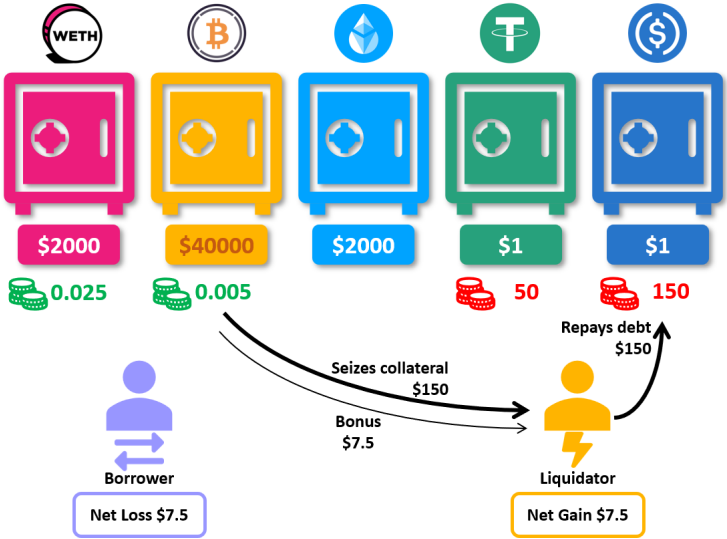 WETH
$2000
$40000
$2000
$1
$1
0.025
0.005
50
150
Repays debt
$150
Seizes collateral
$150
Bonus
$7.5
Borrower
Liquidator
Net Loss $7.5
Net Gain $7.5